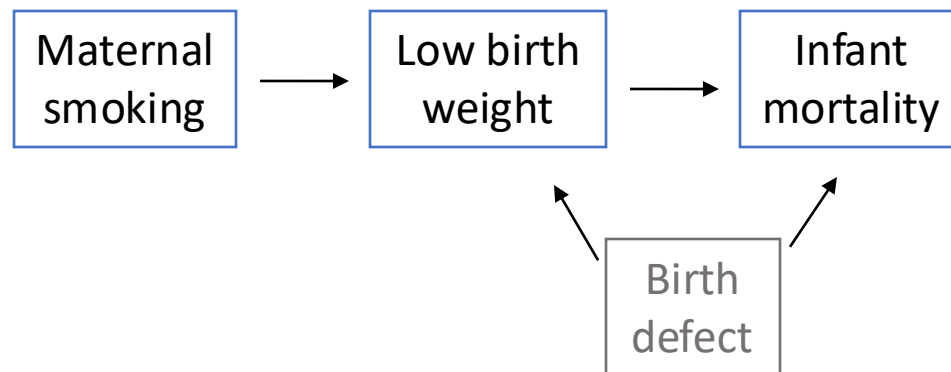 Maternal
smoking
Low birth
weight
Infant
mortality
Birth
defect